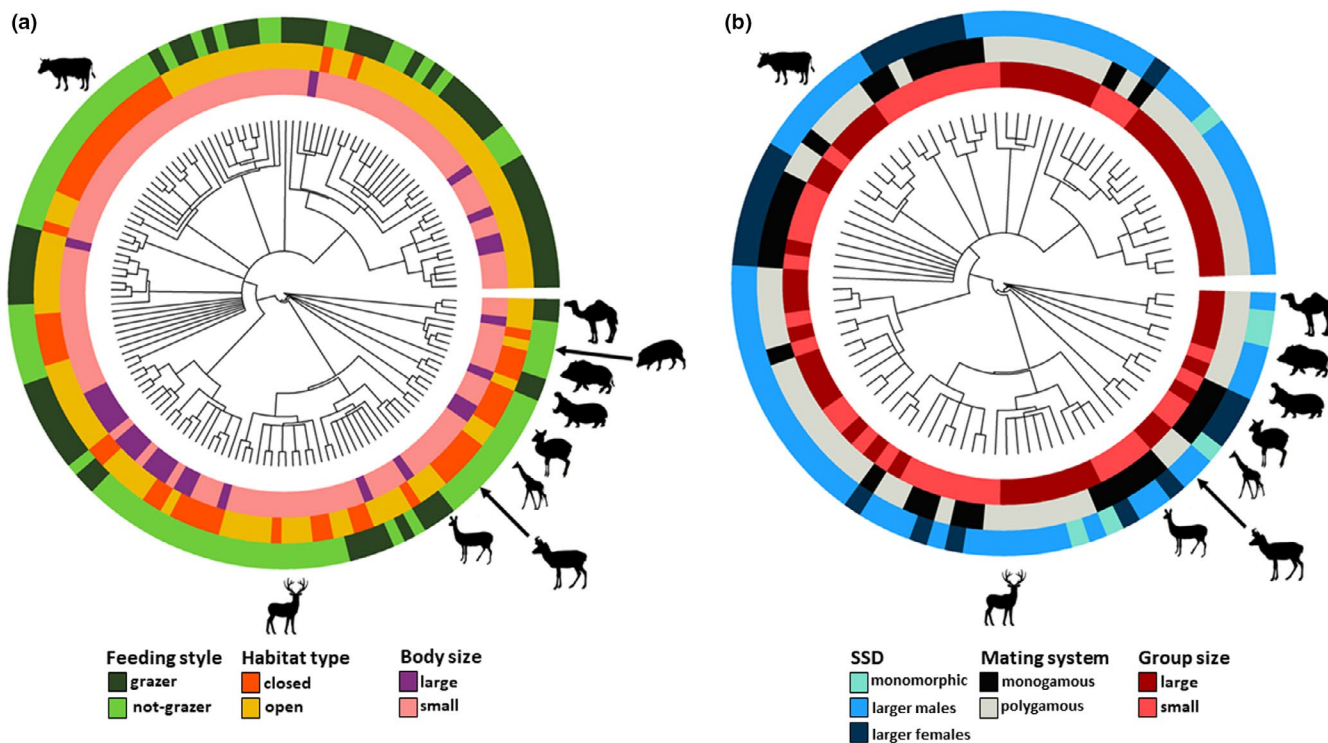 (a)
Feeding style
grazer
not-grazer
Habitat type
closed
open
Body size
large
small
(b)
SSD
monomorphic
larger males
larger females
Mating system
monogamous
polygamous
Group size
large
small